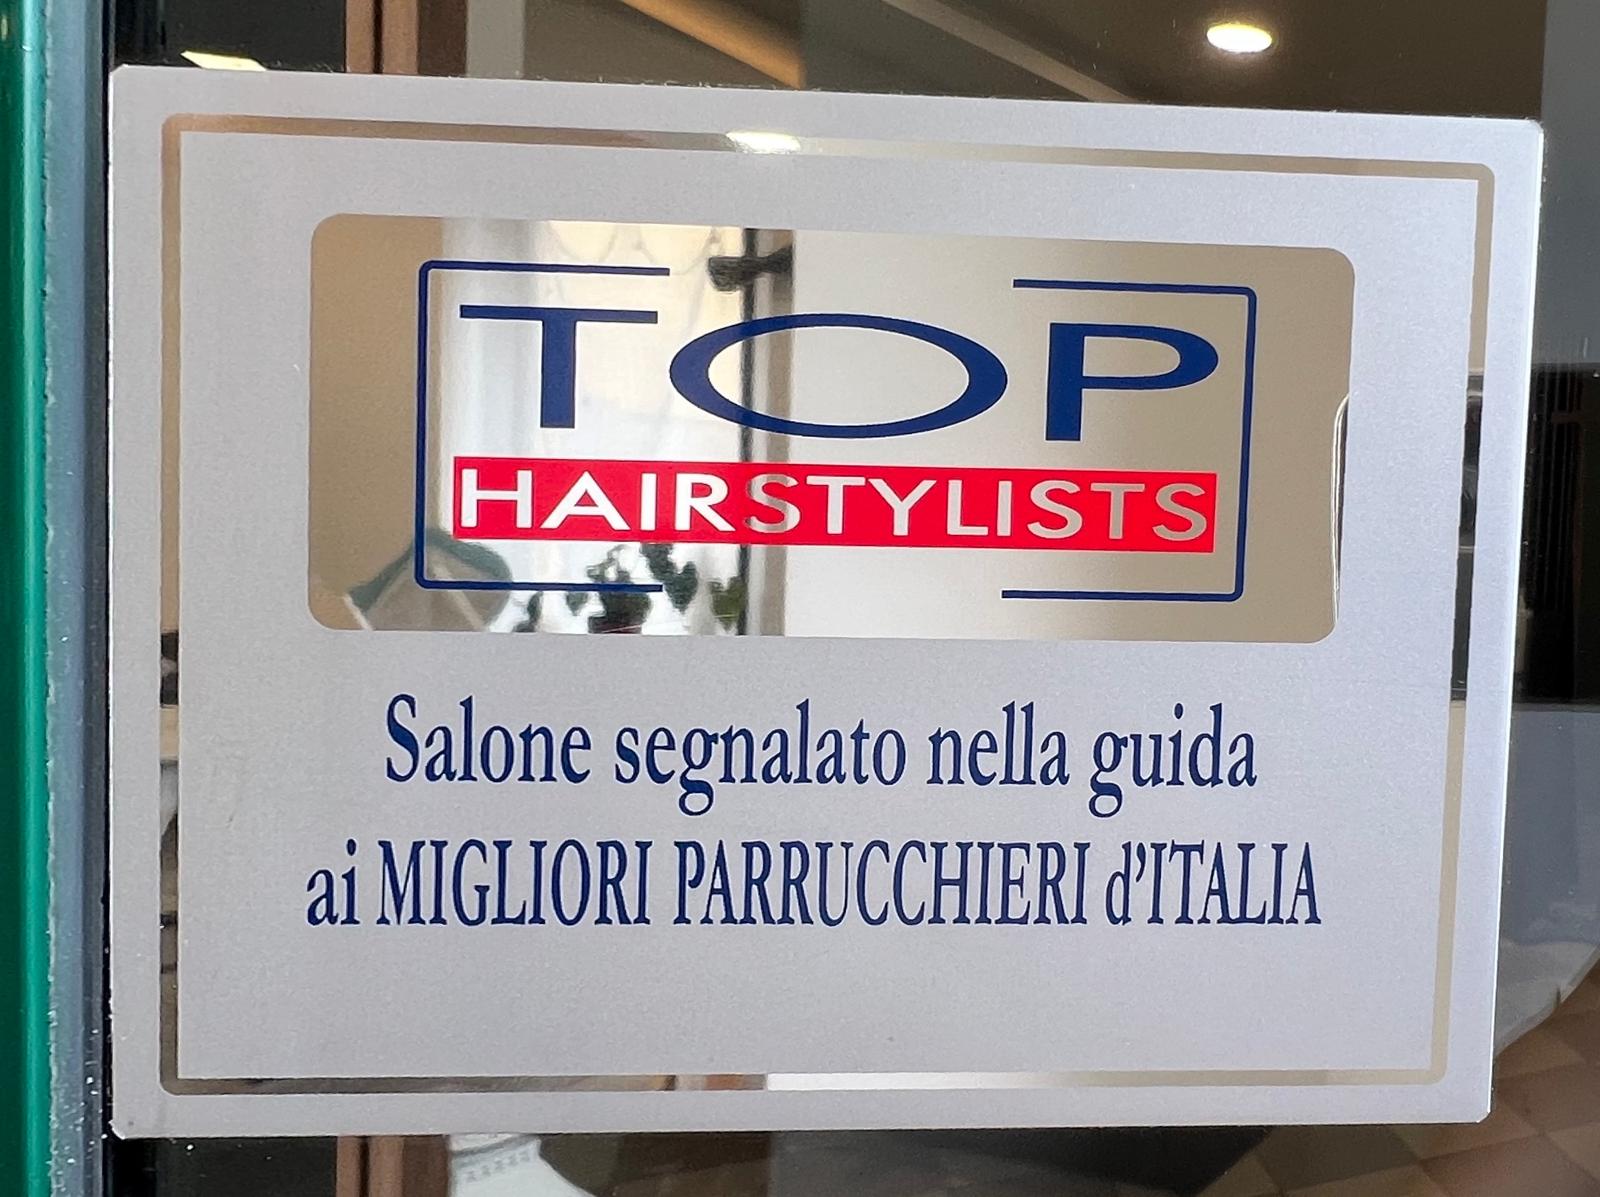 TOP
HAIRSTYLISTS
Salone segnalato nella guida
ai MIGLIORI PARRUCCHIERI d'ITALIA